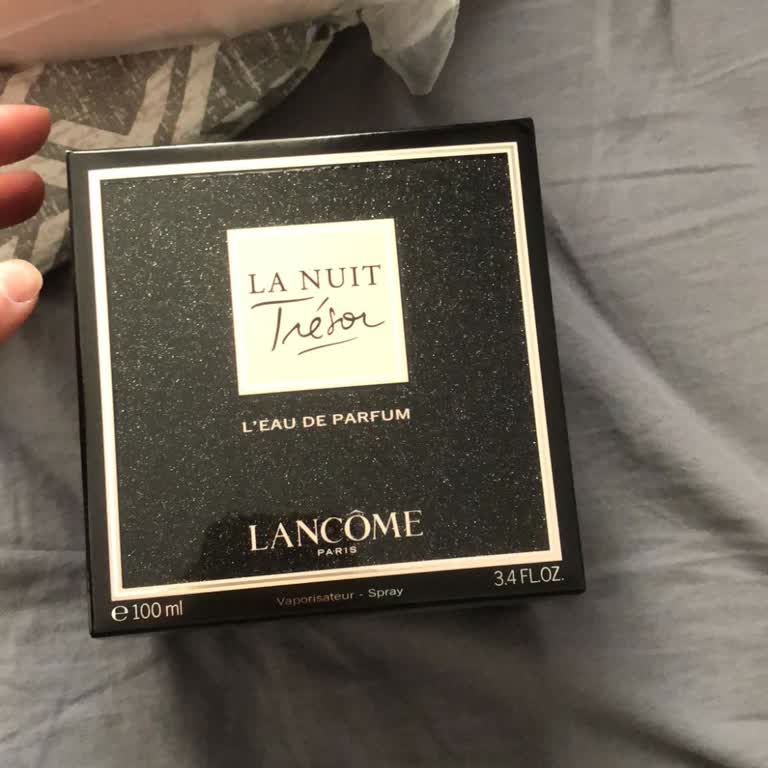 LA NUIT
Trésor
L'EAU DE PARFUM
LANCÔME
PARIS
℮ 100 ml
Vaporisateur - Spray
3.4 FL.OZ.